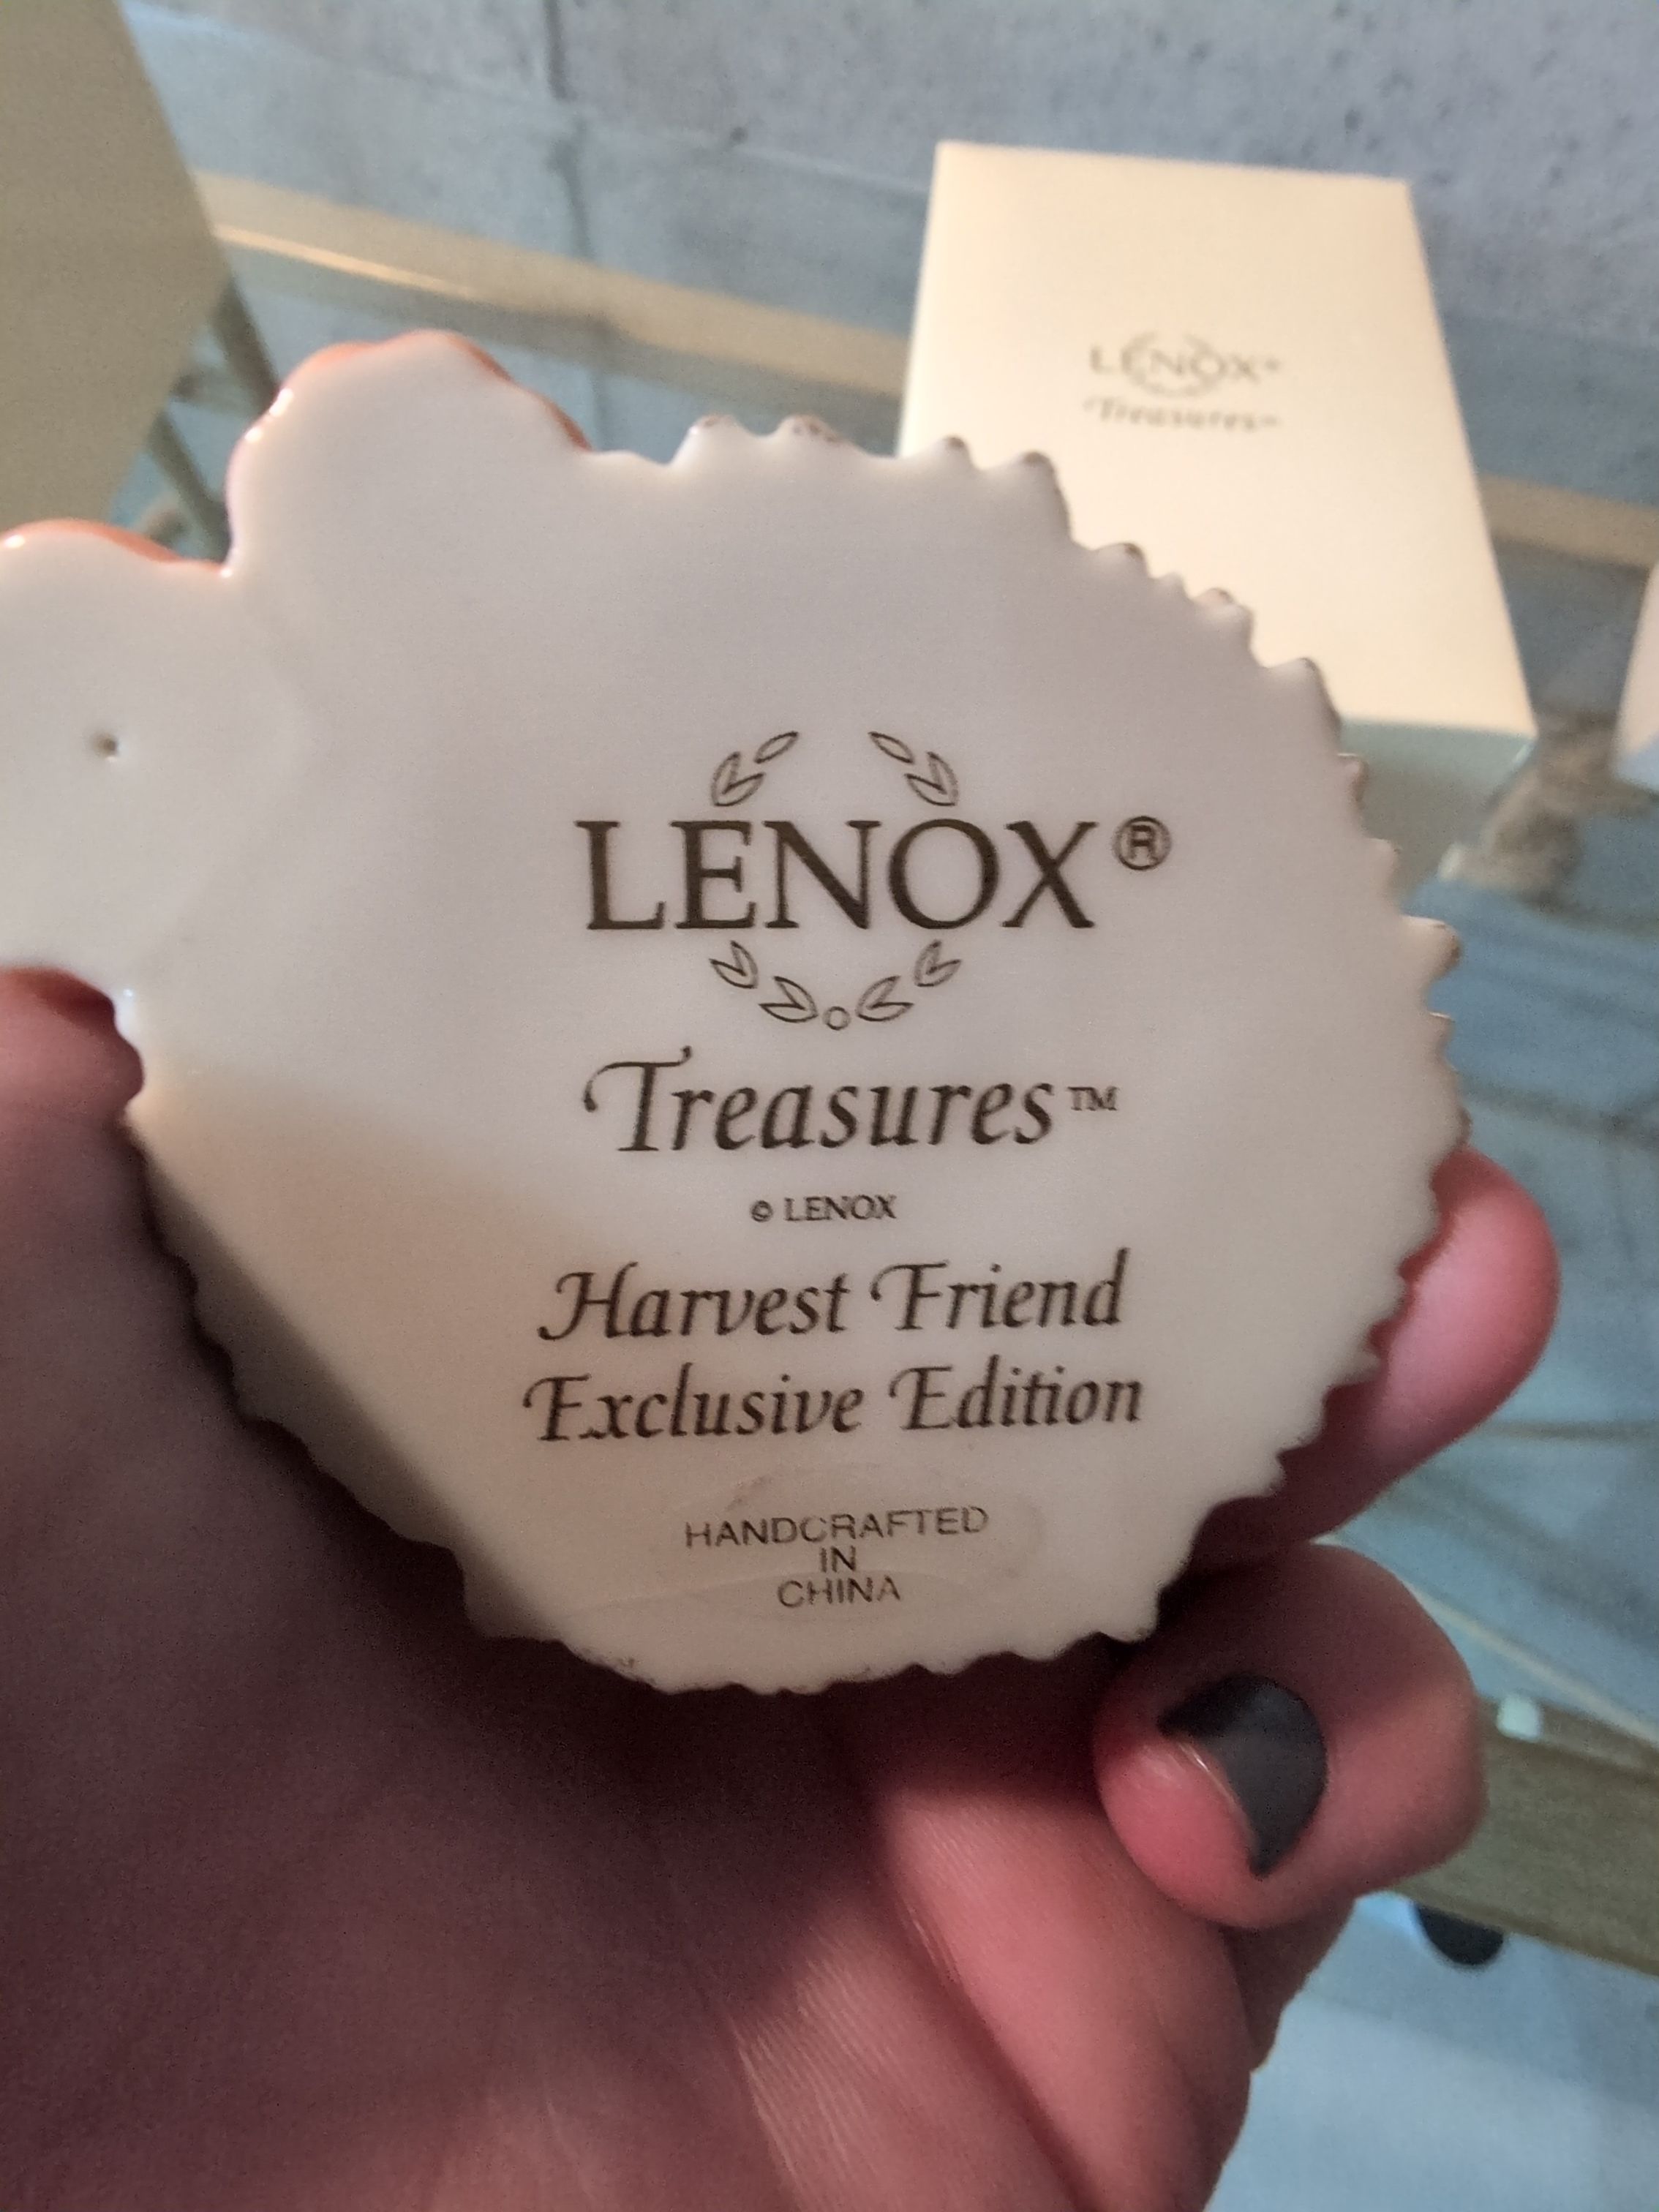 LENOX®
Treasures™
LENOX®
Treasures™
© LENOX
Harvest Friend
Exclusive Edition
HANDCRAFTED
IN
CHINA